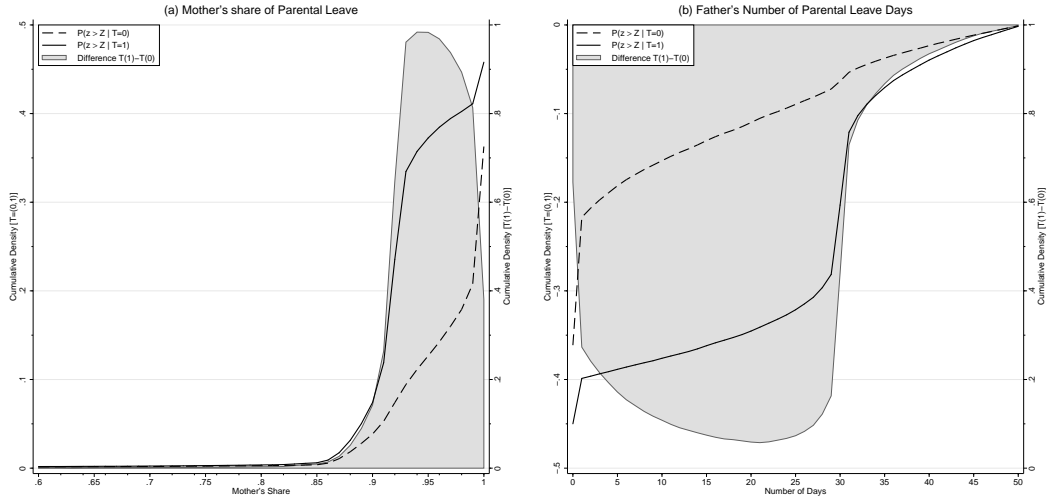 (a) Mother's share of Parental Leave
P(z > Z | T=0)
P(z > Z | T=1)
Difference T(1)−T(0)
Cumulative Density [T=(0,1)]
0 .1 .2 .3 .4 .5
Cumulative Density [T(1)−T(0)]
0 .2 .4 .6 .8 1
.6 .65 .7 .75 .8 .85 .9 .95 1
Mother's Share
(b) Father's Number of Parental Leave Days
P(z > Z | T=0)
P(z > Z | T=1)
Difference T(1)−T(0)
Cumulative Density [T=(0,1)]
-.5 -.4 -.3 -.2 -.1 0
Cumulative Density [T(1)−T(0)]
0 .2 .4 .6 .8 1
0 5 10 15 20 25 30 35 40 45 50
Number of Days